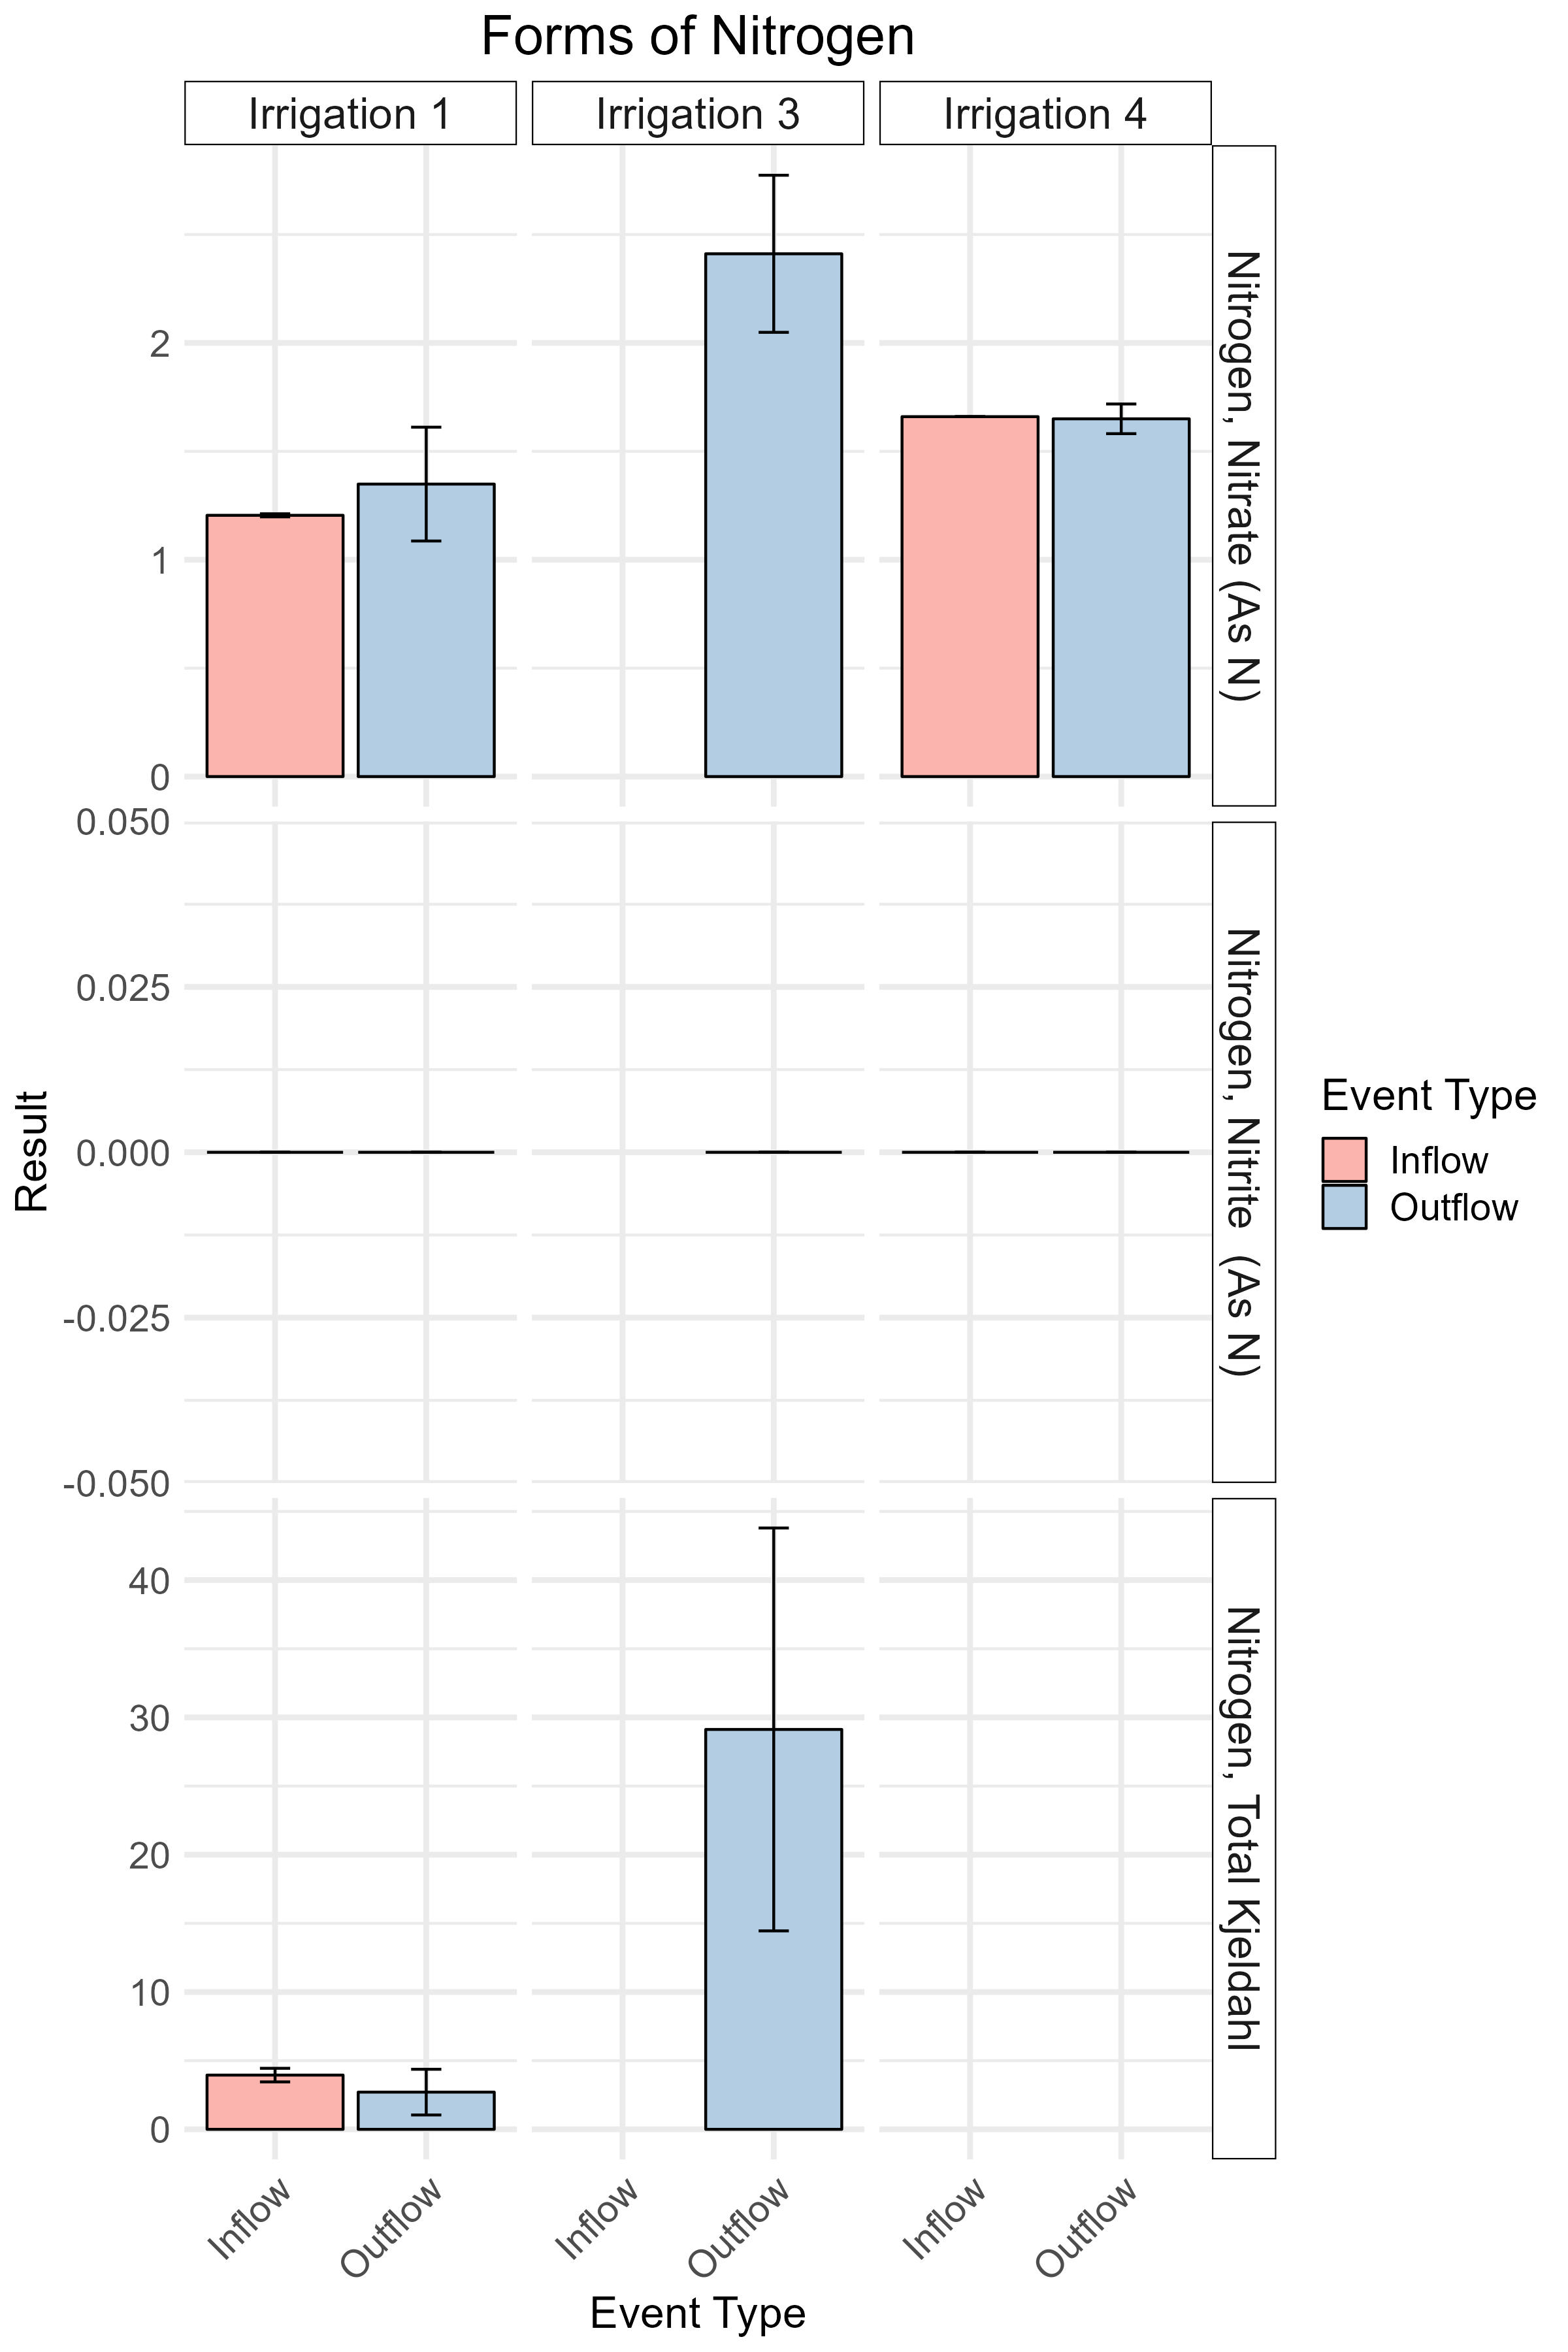 Forms of Nitrogen
Irrigation 1
Irrigation 3
Irrigation 4
2
1
0
Nitrogen, Nitrate (As N)
0.050
0.025
0.000
-0.025
-0.050
Nitrogen, Nitrite  (As N)
40
30
20
10
0
Nitrogen, Total Kjeldahl
Result
Inflow
Outflow
Inflow
Outflow
Inflow
Outflow
Event Type
Event Type
Inflow
Outflow